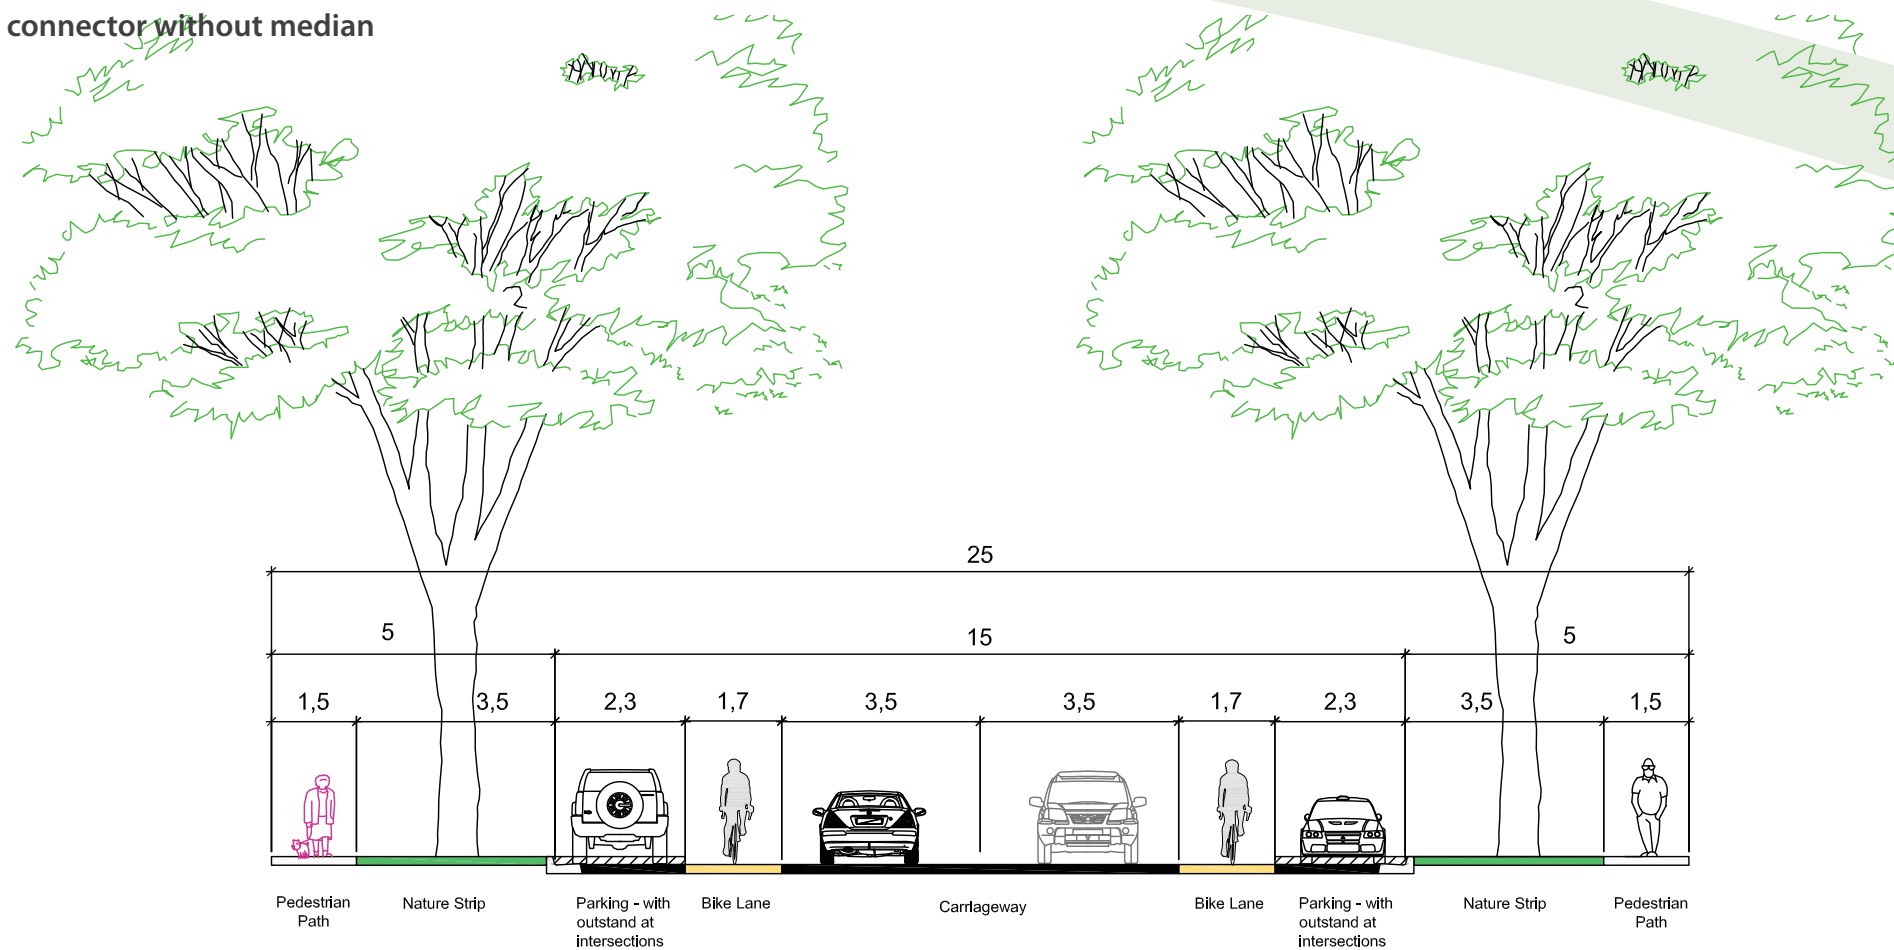 connector without median
25
5
15
5
1,5
3,5
2,3
1,7
3,5
3,5
1,7
2,3
3,5
1,5
Pedestrian
Path
Nature Strip
Parking - with
outstand at
intersections
Bike Lane
Carriageway
Bike Lane
Parking - with
outstand at
intersections
Nature Strip
Pedestrian
Path